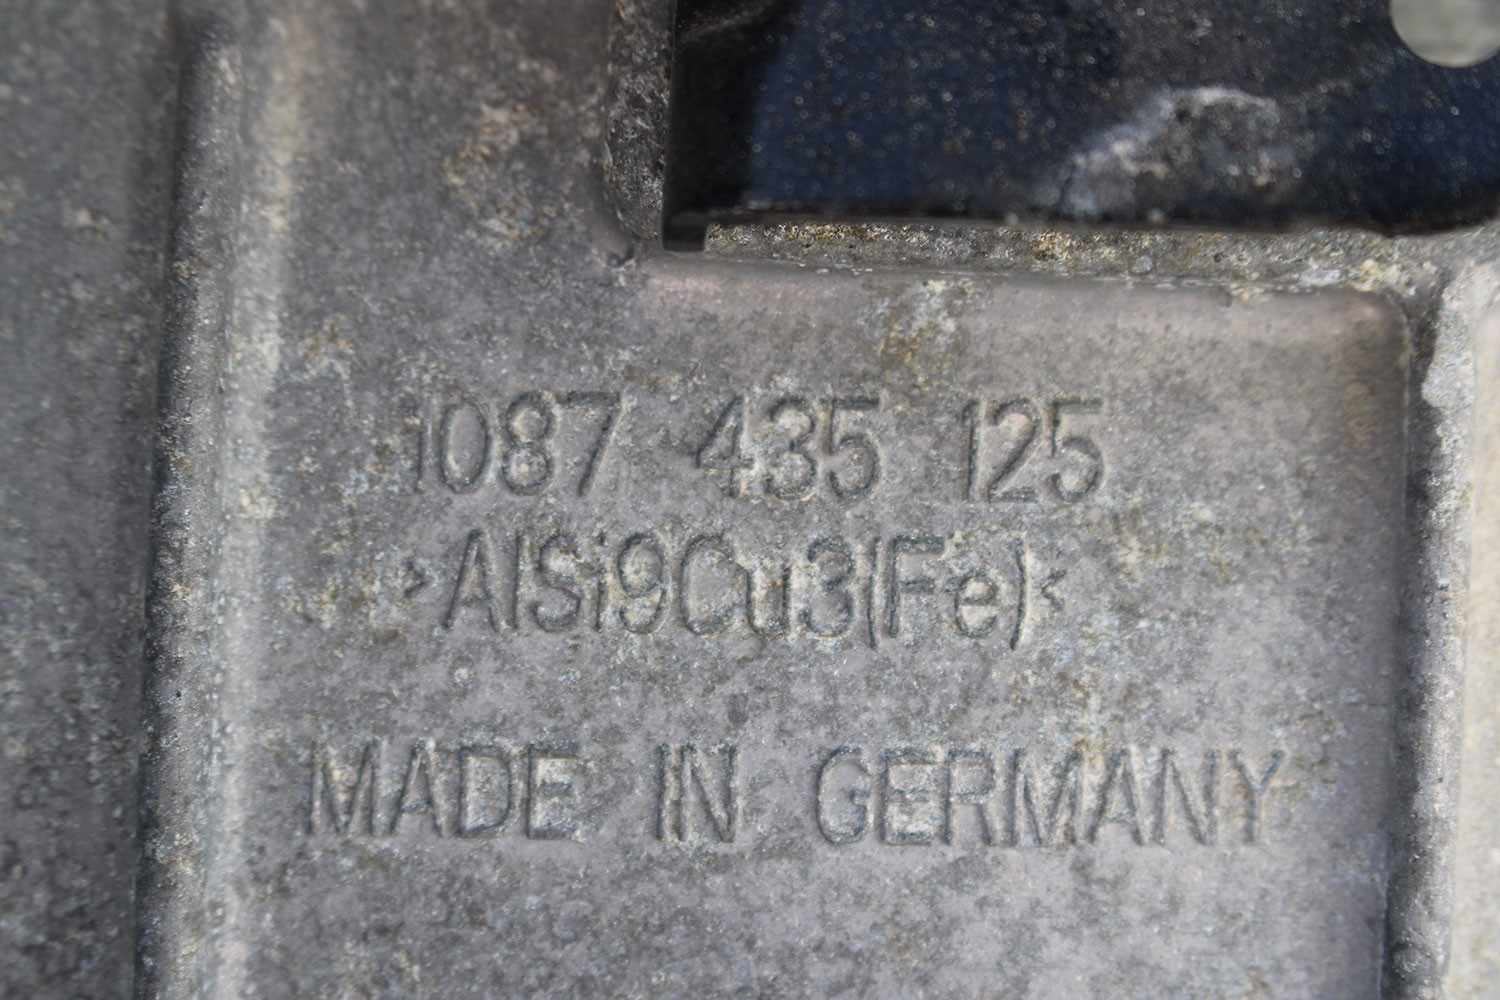 1087 435 125
>AlSi9Cu3(Fe)<
MADE IN GERMANY